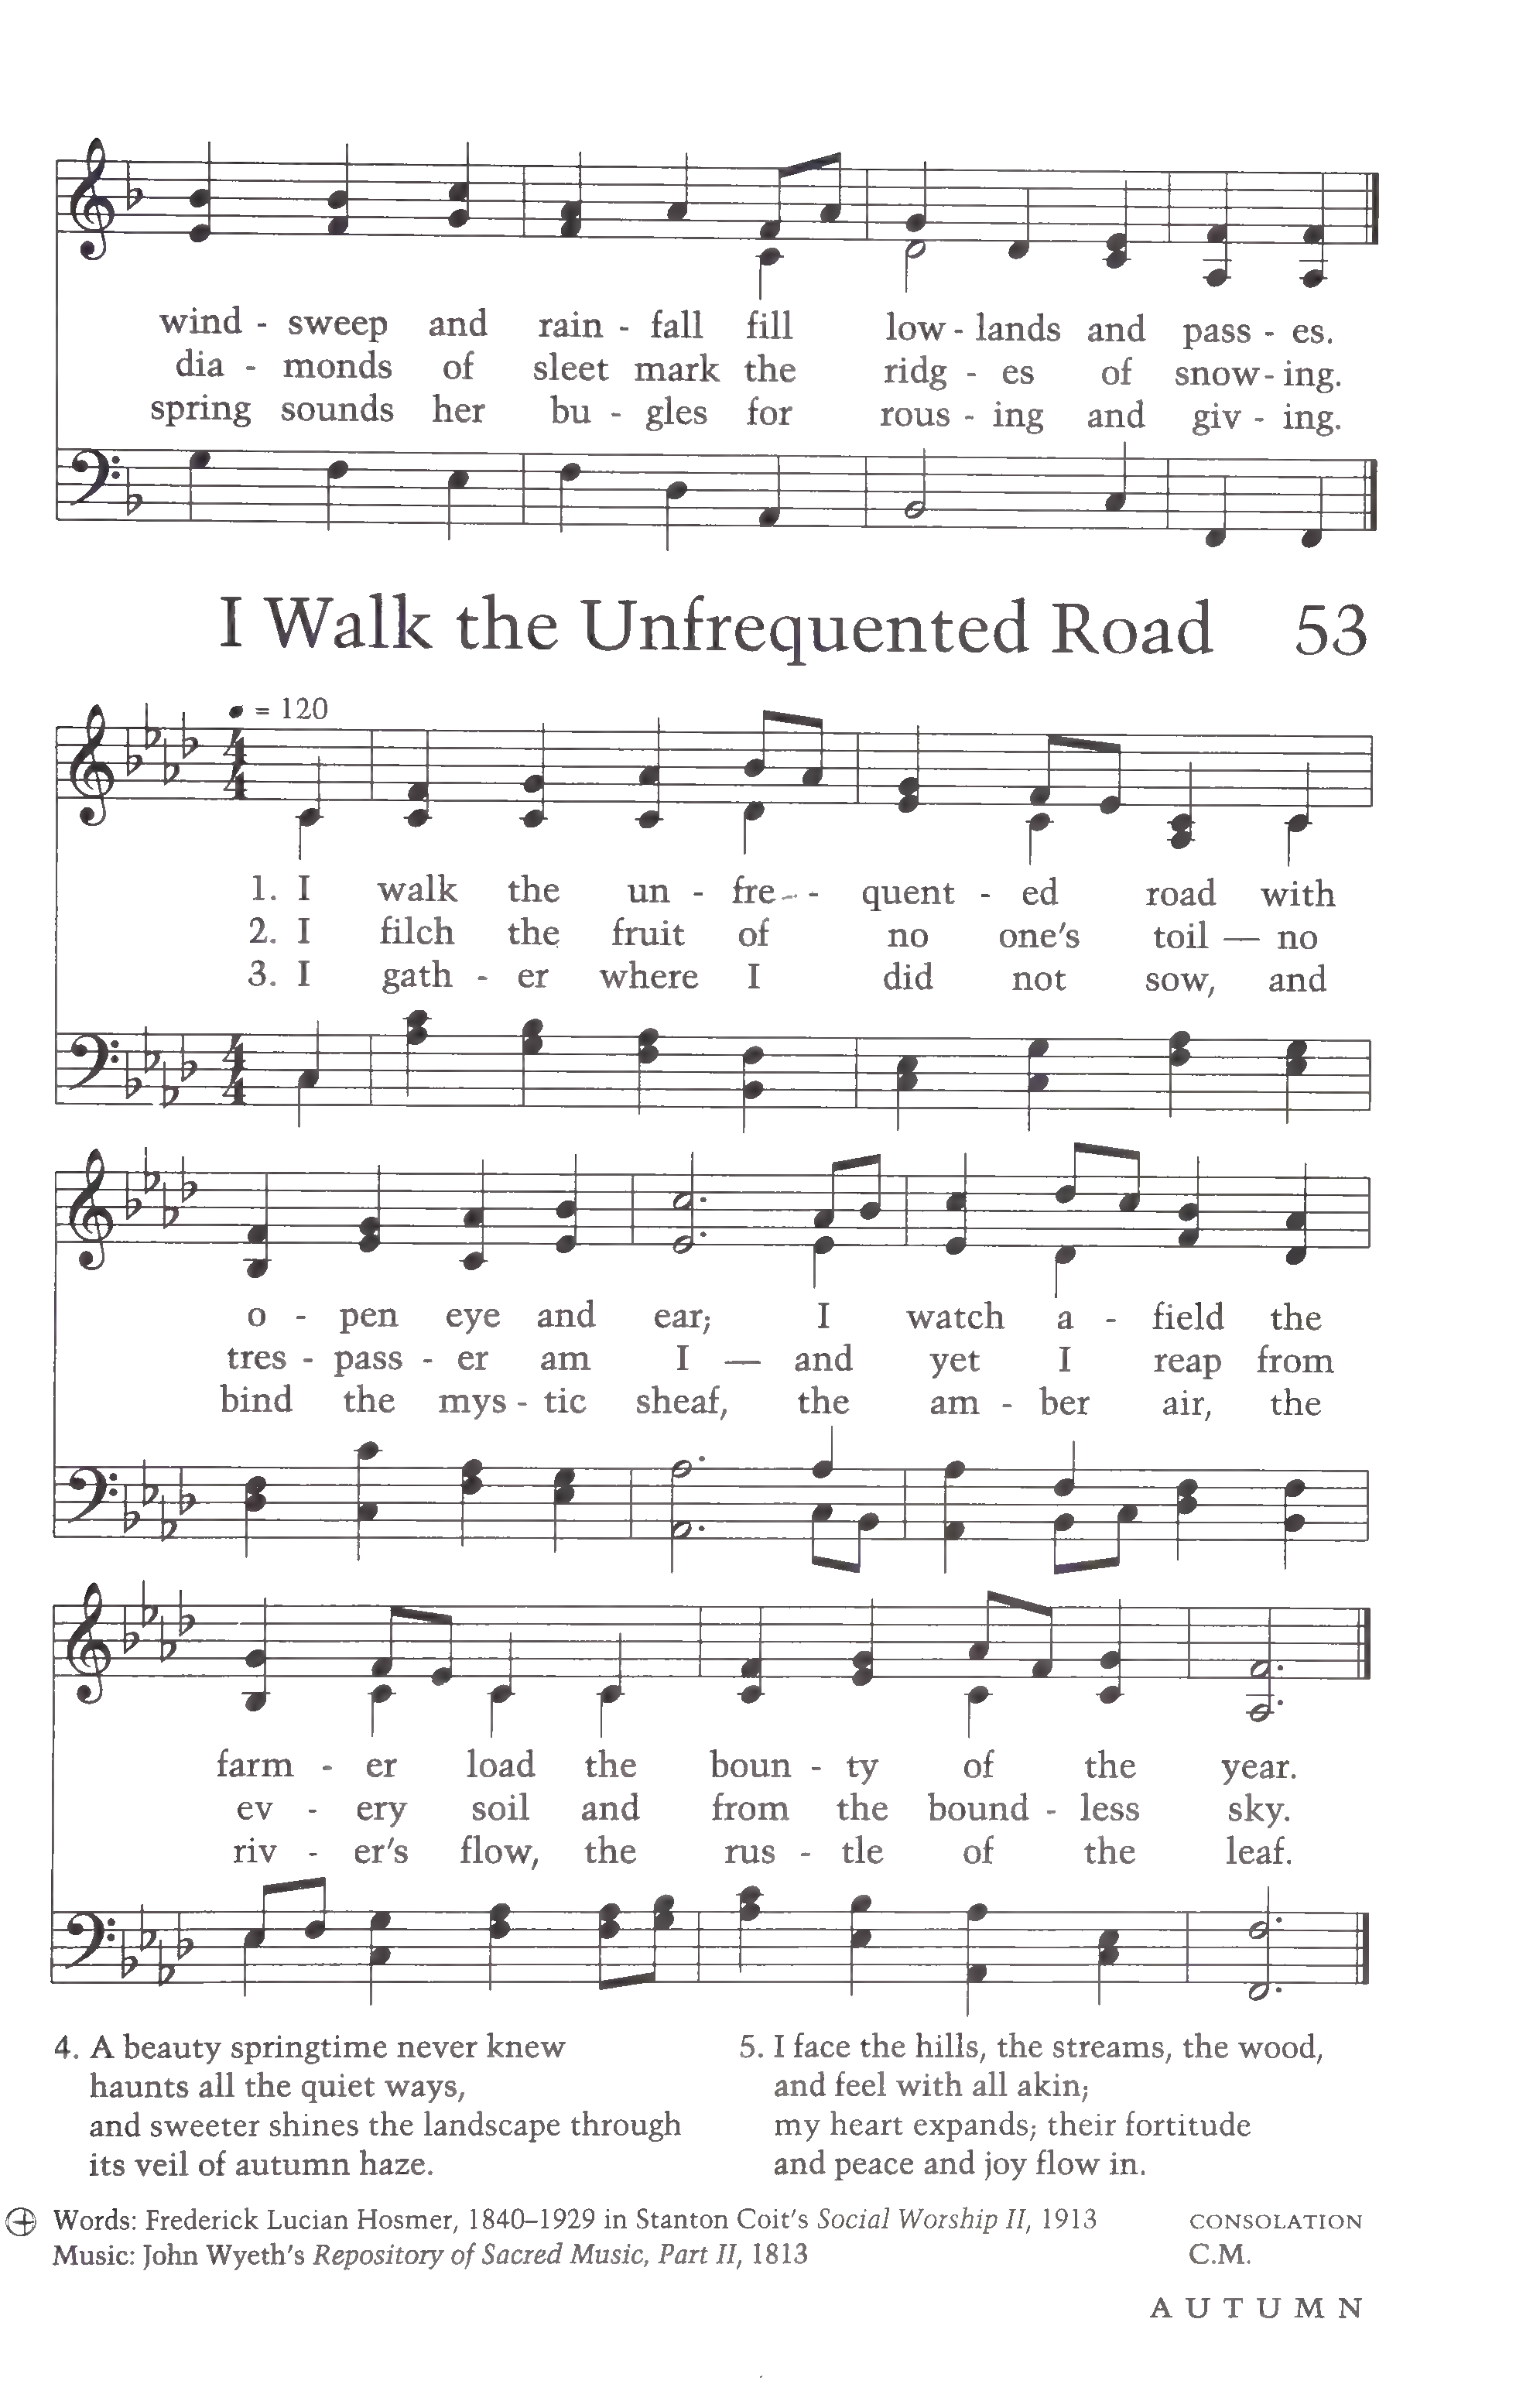 wind - sweep and rain - fall fill low - lands and pass - es.
dia - monds of sleet mark the ridg - es of snow - ing.
spring sounds her bu - gles for rous - ing and giv - ing.
I Walk the Unfrequented Road 53
= 120
1. I walk the un - fre - - quent - ed road with
2. I filch the fruit of no one's toil — no
3. I gath - er where I did not sow, and
o - pen eye and ear; I watch a - field the
tres - pass - er am I — and yet I reap from
bind the mys - tic sheaf, the am - ber air, the
farm - er load the boun - ty of the year.
ev - ery soil and from the bound - less sky.
riv - er's flow, the rus - tle of the leaf.
4. A beauty springtime never knew
haunts all the quiet ways,
and sweeter shines the landscape through
its veil of autumn haze.
5. I face the hills, the streams, the wood,
and feel with all akin;
my heart expands; their fortitude
and peace and joy flow in.
Words: Frederick Lucian Hosmer, 1840–1929 in Stanton Coit's Social Worship II, 1913
Music: John Wyeth's Repository of Sacred Music, Part II, 1813
CONSOLATION
C.M.
AUTUMN